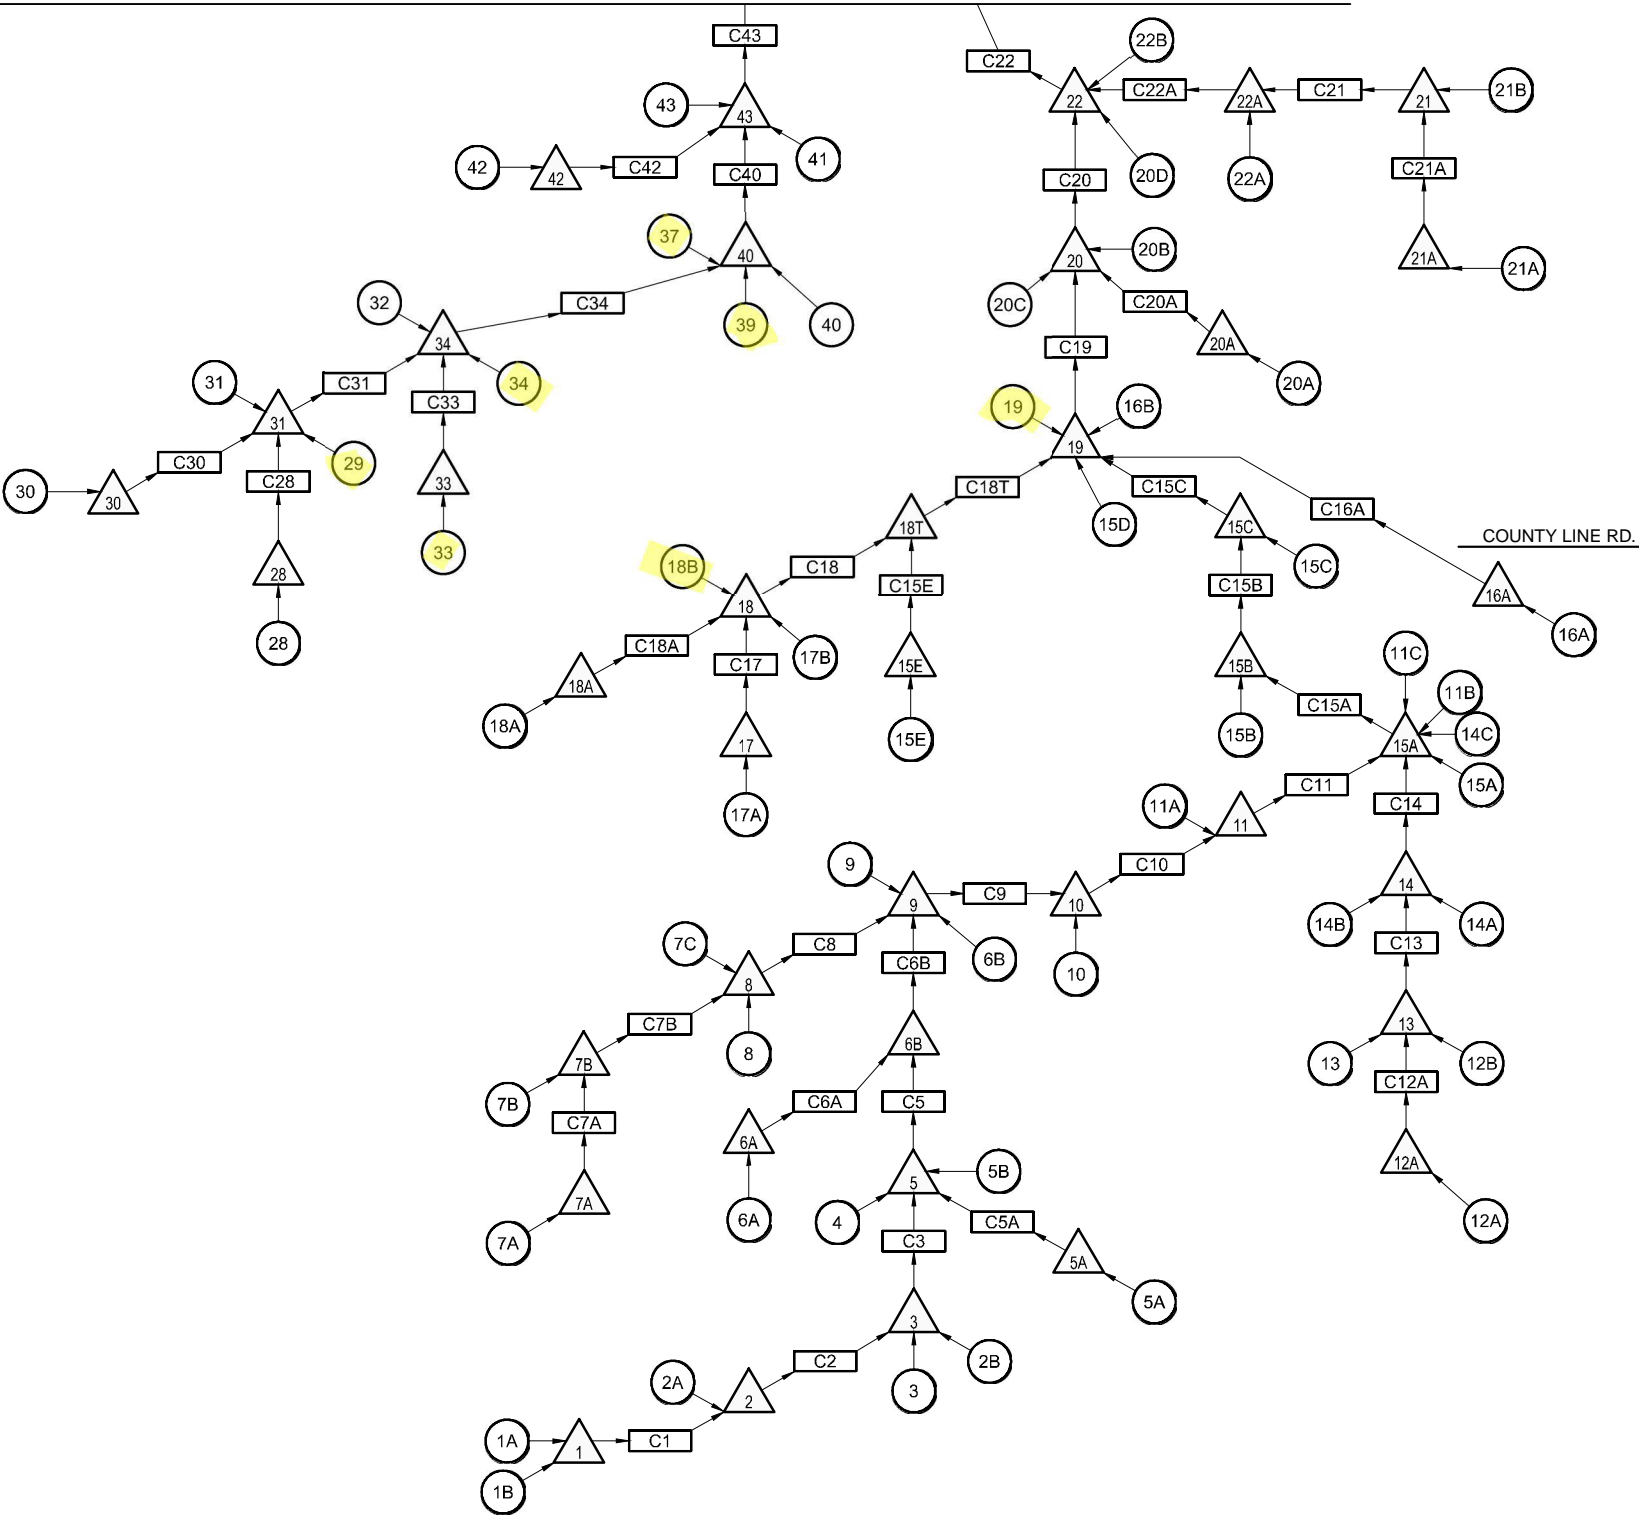 C43
22B
C22
43
43
22
C22A
22A
C21
21
21B
42
42
C42
41
C40
20D
22A
C21A
C20
37
40
20
20B
21A
21A
32
C34
39
40
20C
C20A
34
20A
C19
31
C31
34
20A
C33
19
16B
31
19
30
C30
29
C28
33
C18T
C15C
30
C16A
18T
15D
15C
COUNTY LINE RD.
33
28
18B
C18
15C
18
C15E
C15B
16A
28
C18A
17B
16A
18A
C17
15E
15B
11C
11B
18A
C15A
17
15E
15B
15A
14C
C11
15A
17A
11A
11
C14
9
C10
9
C9
10
14
7C
C8
14B
14A
8
C6B
6B
10
C13
C7B
13
7B
8
6B
13
12B
7B
C6A
C5
C12A
C7A
6A
12A
5
5B
7A
6A
4
C5A
12A
7A
C3
5A
5A
3
C2
2B
2A
2
3
1A
1
C1
1B